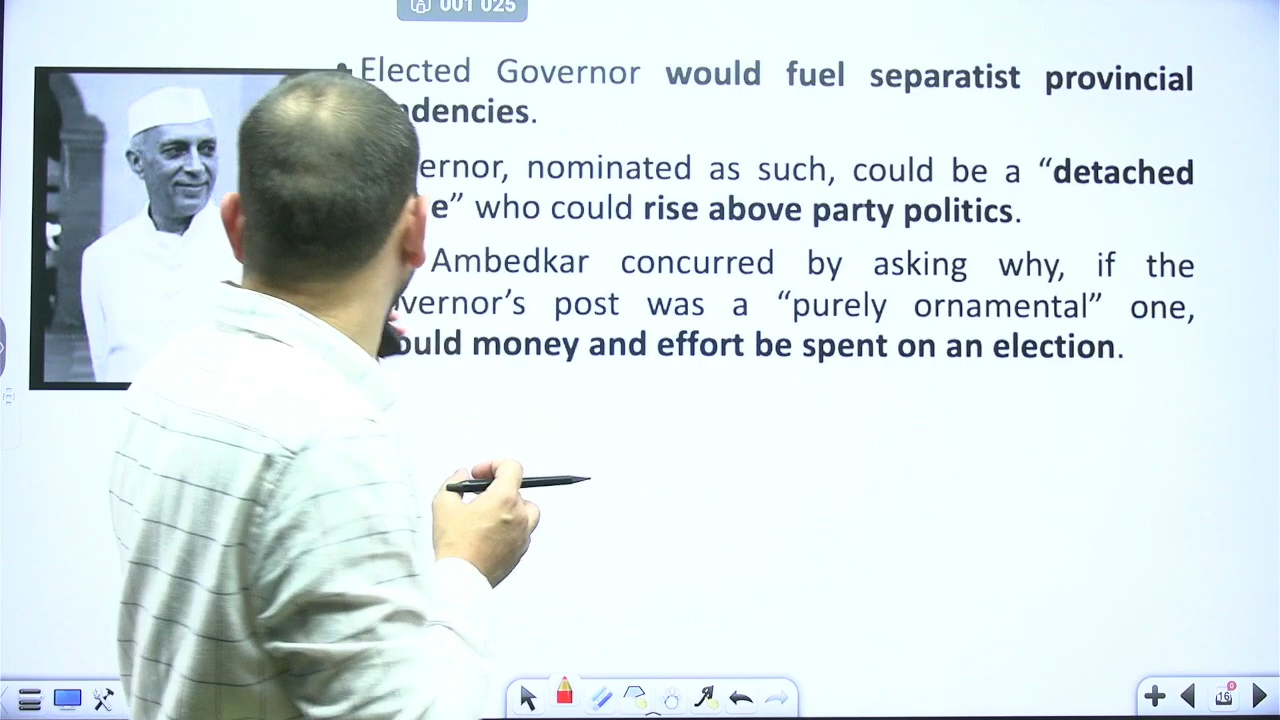 001 025
Elected Governor would fuel separatist provincial
ndencies.
ernor, nominated as such, could be a “detached
e” who could rise above party politics.
Ambedkar concurred by asking why, if the
vernor’s post was a “purely ornamental” one,
ould money and effort be spent on an election.
16